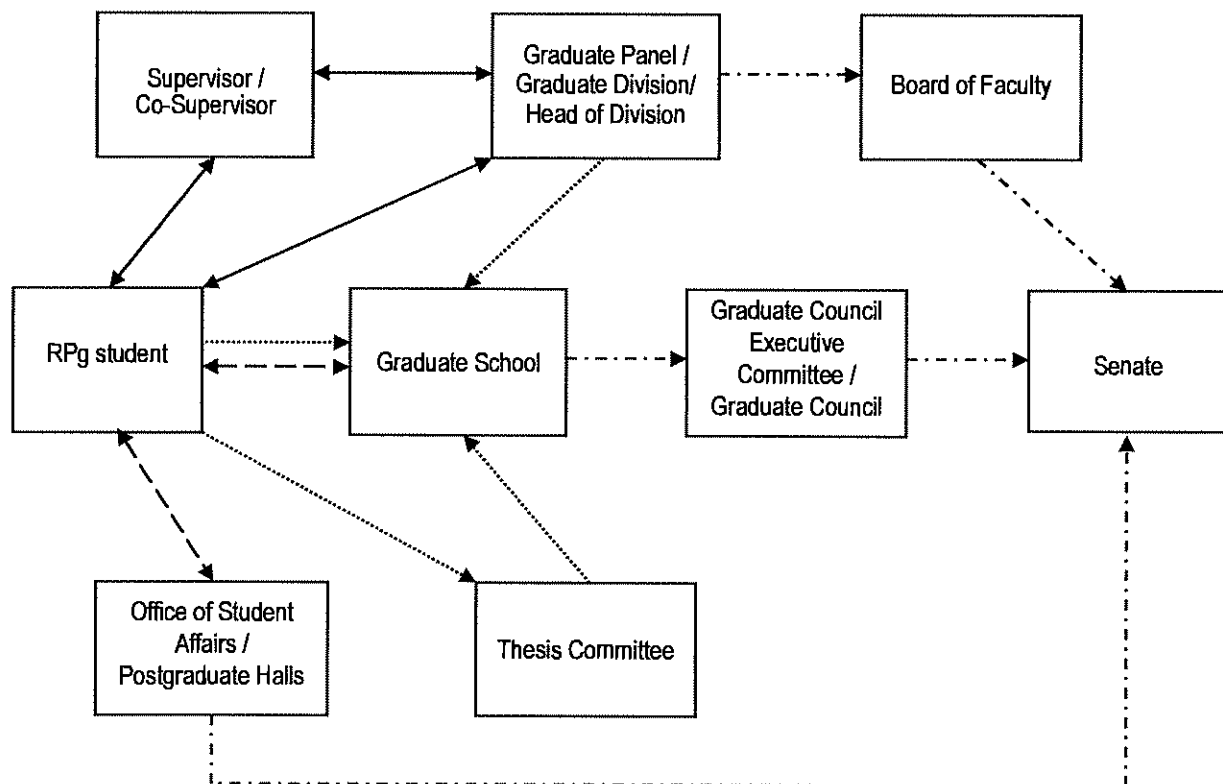 Supervisor /
Co-Supervisor
Graduate Panel /
Graduate Division/
Head of Division
Board of Faculty
RPg student
Graduate School
Graduate Council
Executive
Committee /
Graduate Council
Senate
Office of Student
Affairs /
Postgraduate Halls
Thesis Committee